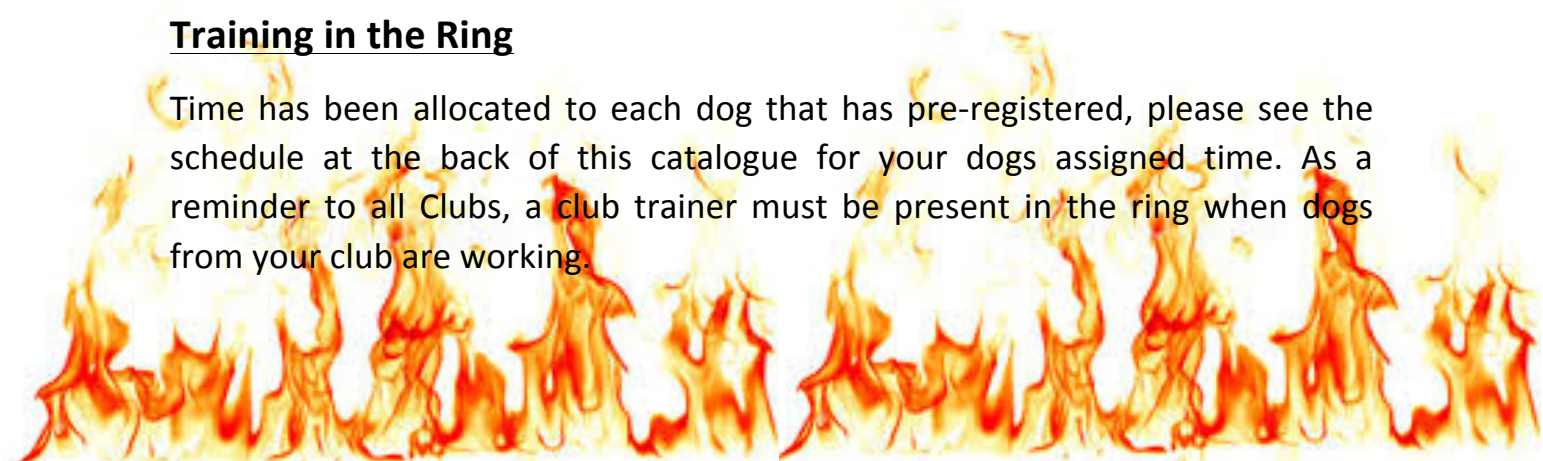 Training in the Ring
Time has been allocated to each dog that has pre-registered, please see the
schedule at the back of this catalogue for your dogs assigned time. As a
reminder to all Clubs, a club trainer must be present in the ring when dogs
from your club are working.